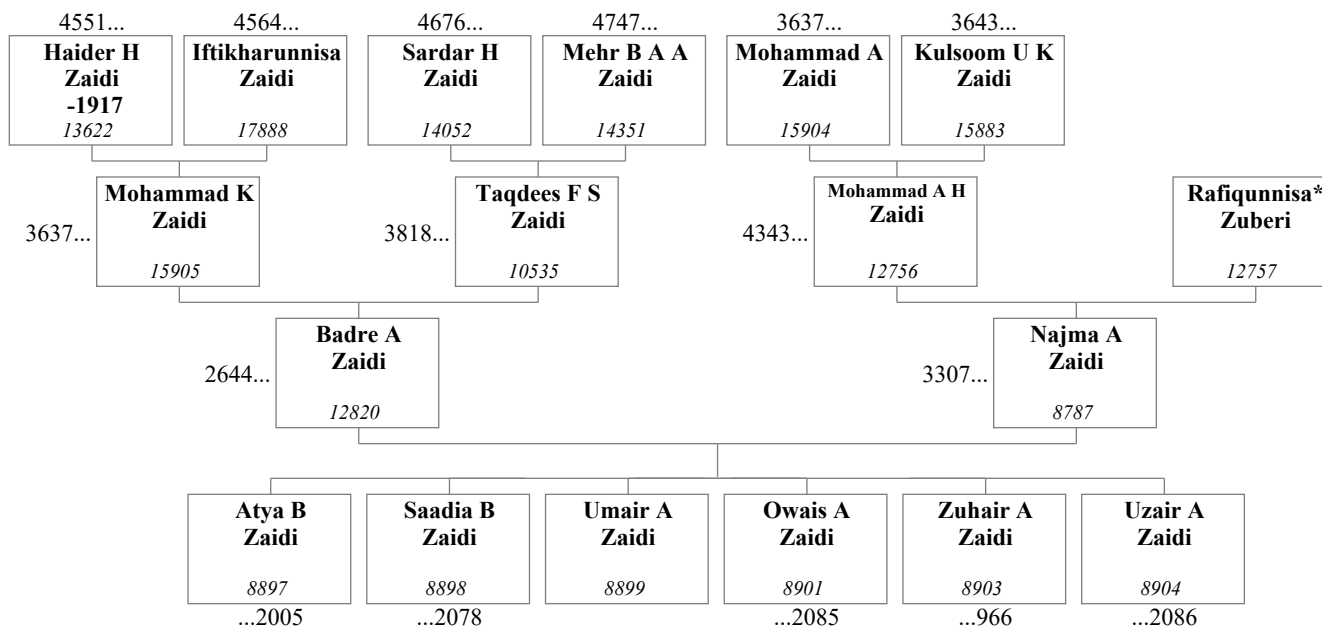 4551... 4564... 4676... 4747... 3637... 3643...
Haider H Zaidi -1917 13622
Iftikharunnisa Zaidi 17888
Sardar H Zaidi 14052
Mehr B A A Zaidi 14351
Mohammad A Zaidi 15904
Kulsoom U K Zaidi 15883
3637...
Mohammad K Zaidi 15905
3818...
Taqdees F S Zaidi 10535
4343...
Mohammad A H Zaidi 12756
Rafiqunnisa* Zuberi 12757
2644...
Badre A Zaidi 12820
3307...
Najma A Zaidi 8787
Atya B Zaidi 8897
Saadia B Zaidi 8898
Umair A Zaidi 8899
Owais A Zaidi 8901
Zuhair A Zaidi 8903
Uzair A Zaidi 8904
...2005 ...2078 ...2085 ...966 ...2086